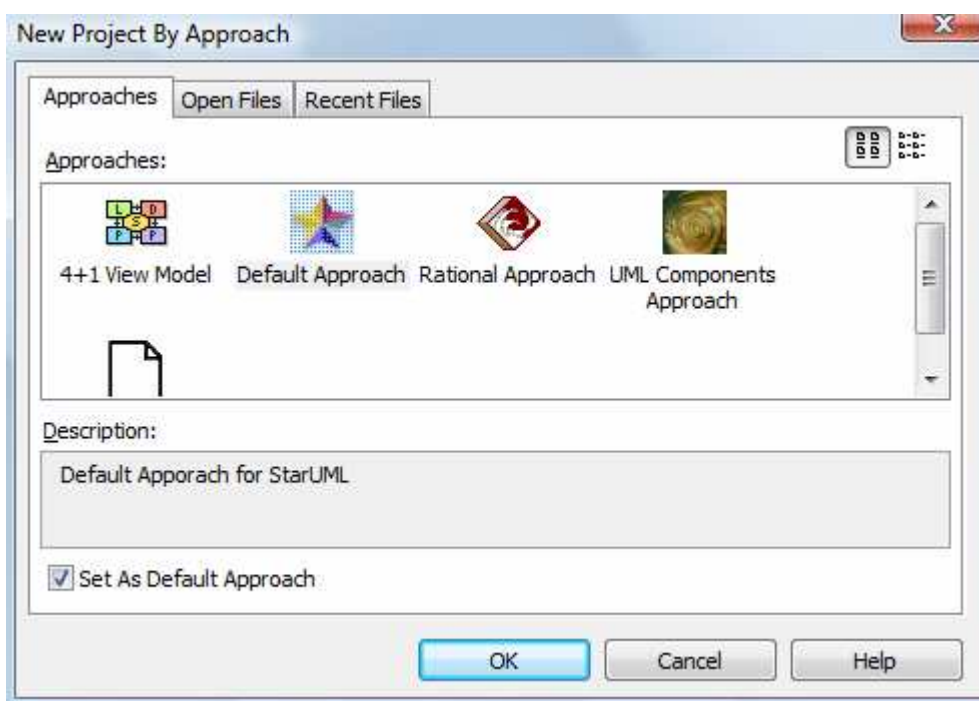 New Project By Approach
Approaches
Open Files
Recent Files
Approaches:
L D
S
P P
4+1 View Model
Default Approach
Rational Approach
UML Components
Approach
Description:
Default Apporach for StarUML
Set As Default Approach
OK
Cancel
Help